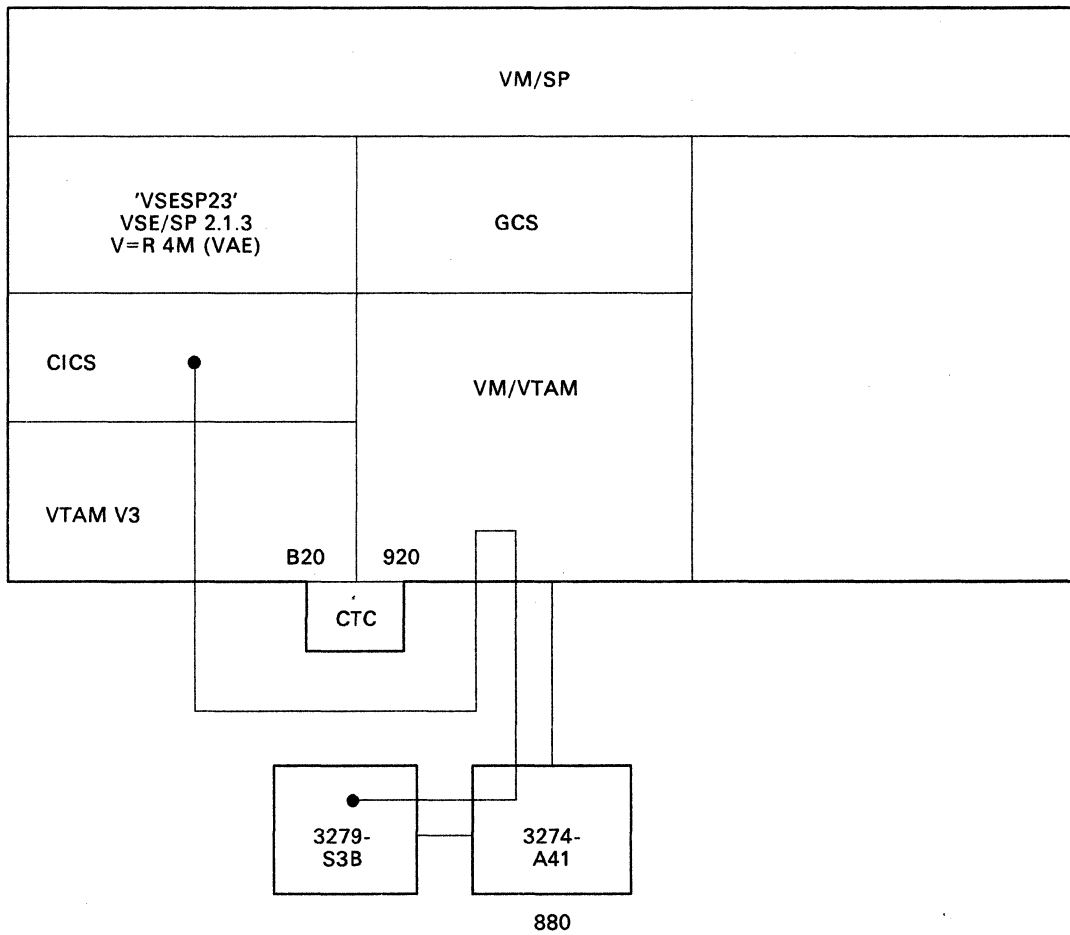 VM/SP
'VSESP23'
VSE/SP 2.1.3
V=R 4M (VAE)
GCS
CICS
VM/VTAM
VTAM V3
B20
920
CTC
3279-
S3B
3274-
A41
880